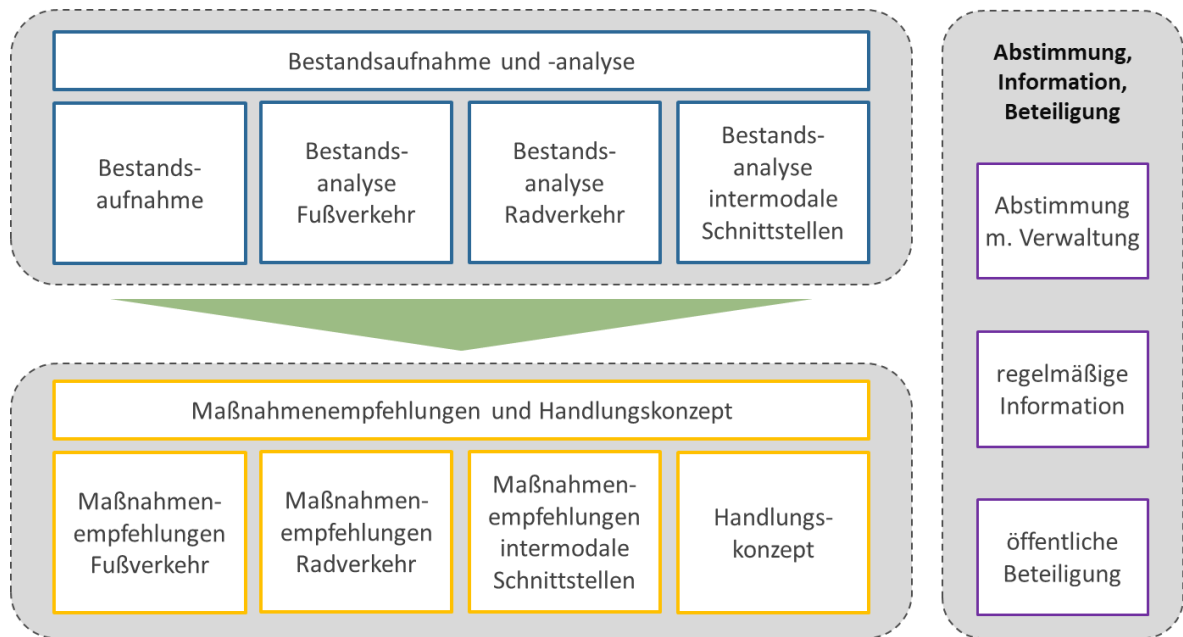 Bestandsaufnahme und -analyse
Bestands-
aufnahme
Bestands-
analyse
Fußverkehr
Bestands-
analyse
Radverkehr
Bestands-
analyse
intermodale
Schnittstellen
Maßnahmenempfehlungen und Handlungskonzept
Maßnahmen-
empfehlungen
Fußverkehr
Maßnahmen-
empfehlungen
Radverkehr
Maßnahmen-
empfehlungen
intermodale
Schnittstellen
Handlungs-
konzept
Abstimmung,
Information,
Beteiligung
Abstimmung
m. Verwaltung
regelmäßige
Information
öffentliche
Beteiligung